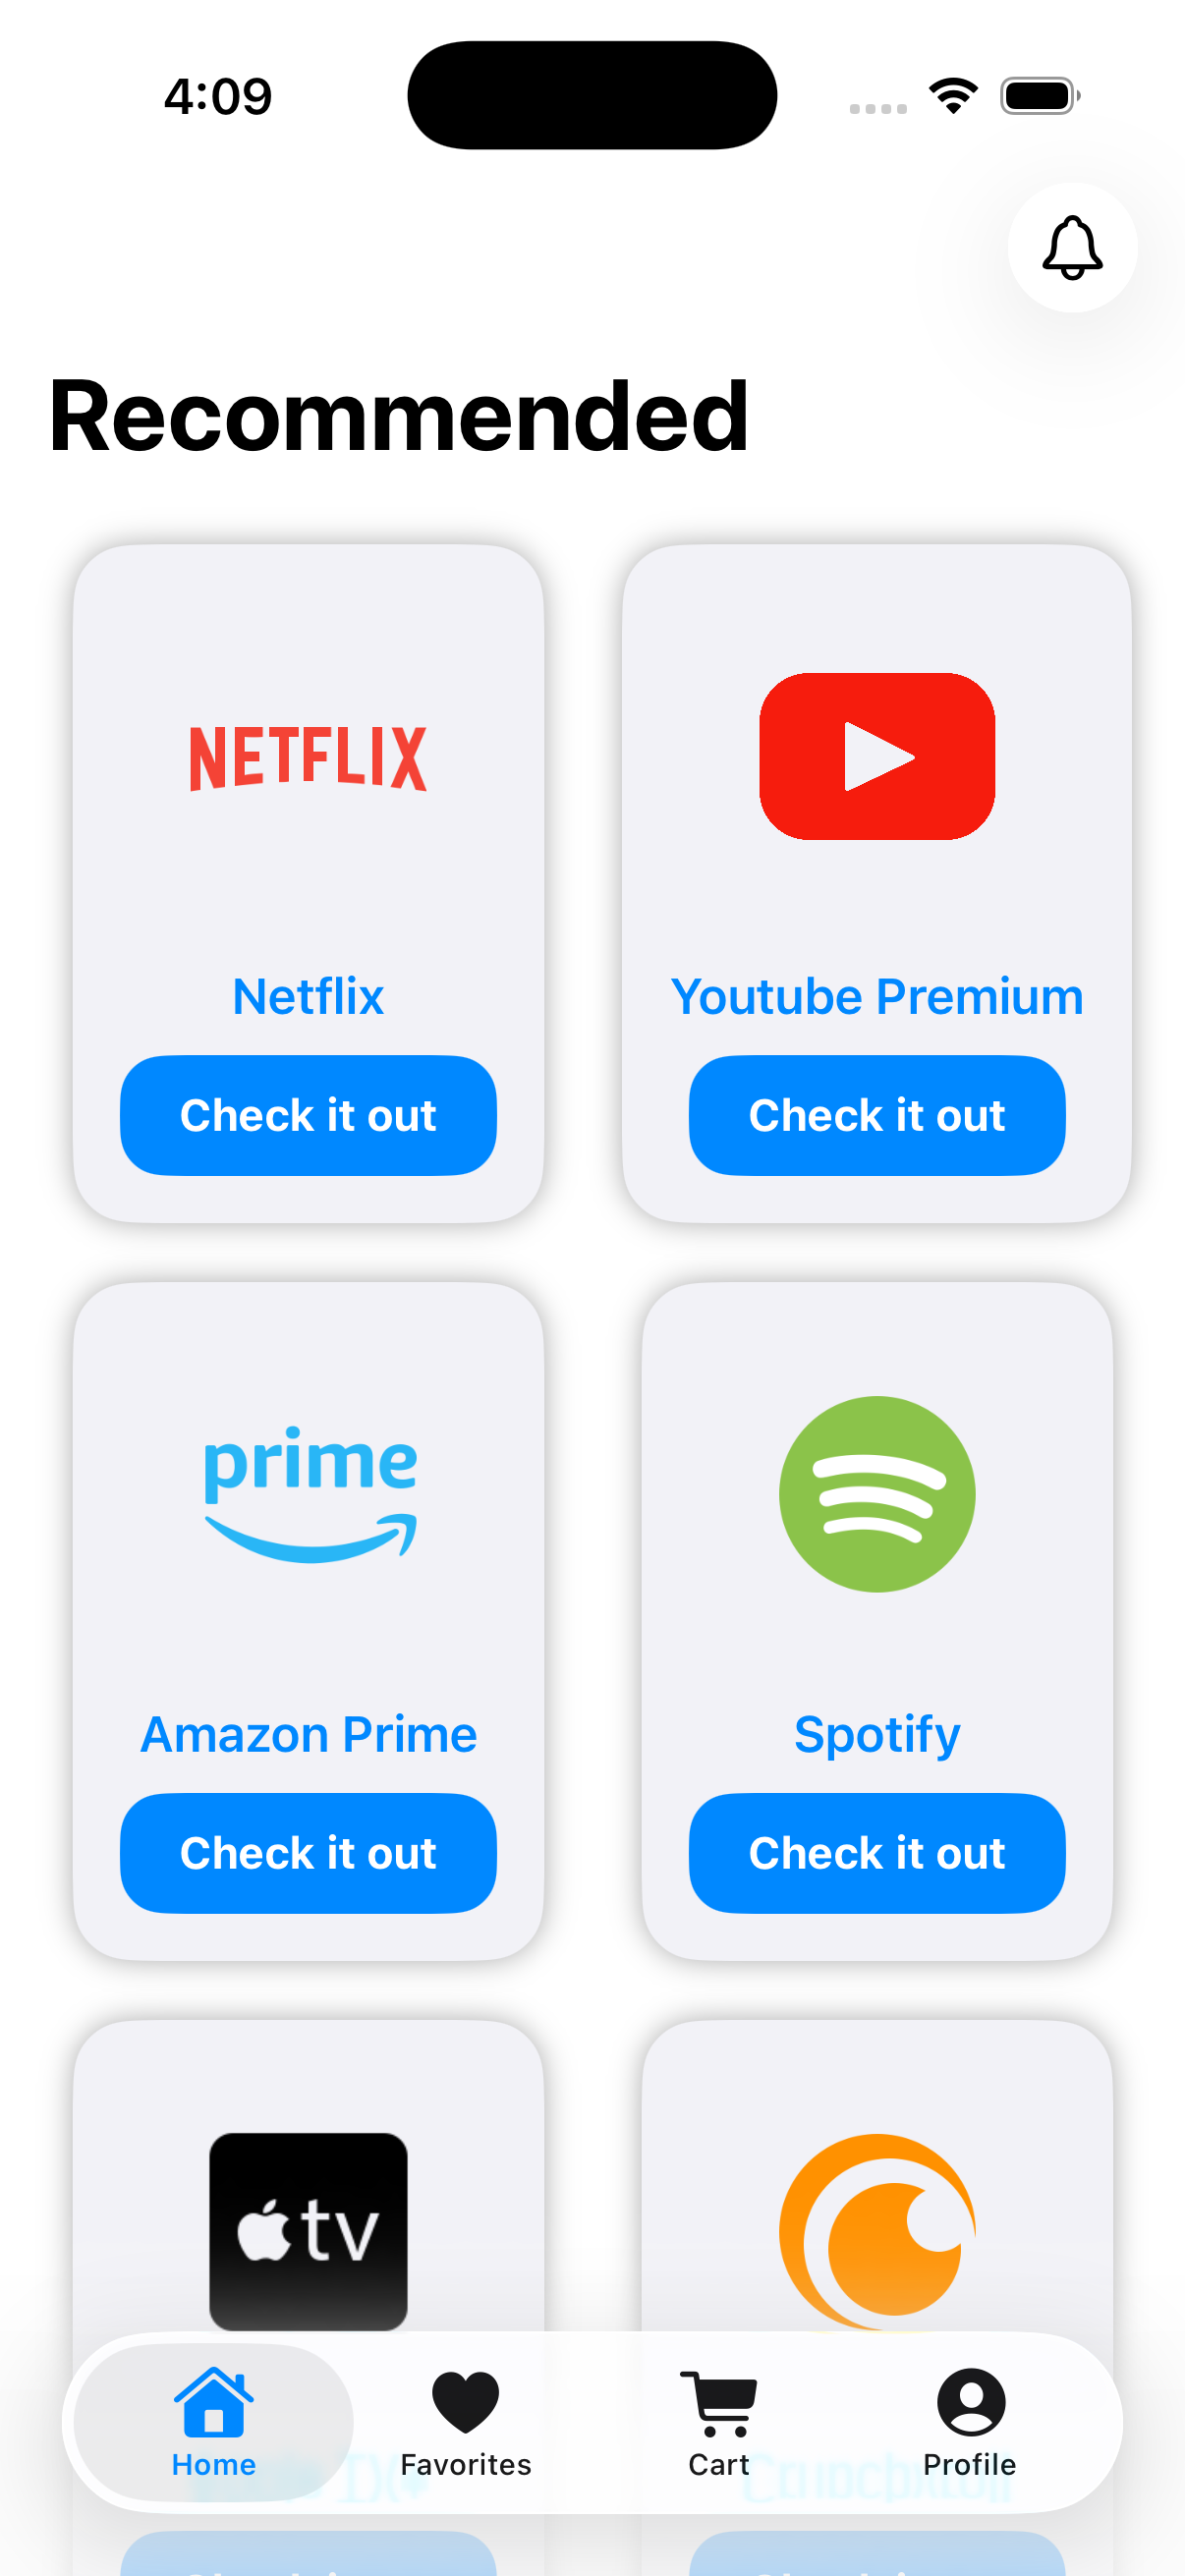 4:09
Recommended
NETFLIX
Netflix
Youtube Premium
Check it out
Check it out
prime
Amazon Prime
Spotify
Check it out
Check it out
tv
Home
Favorites
Cart
Profile